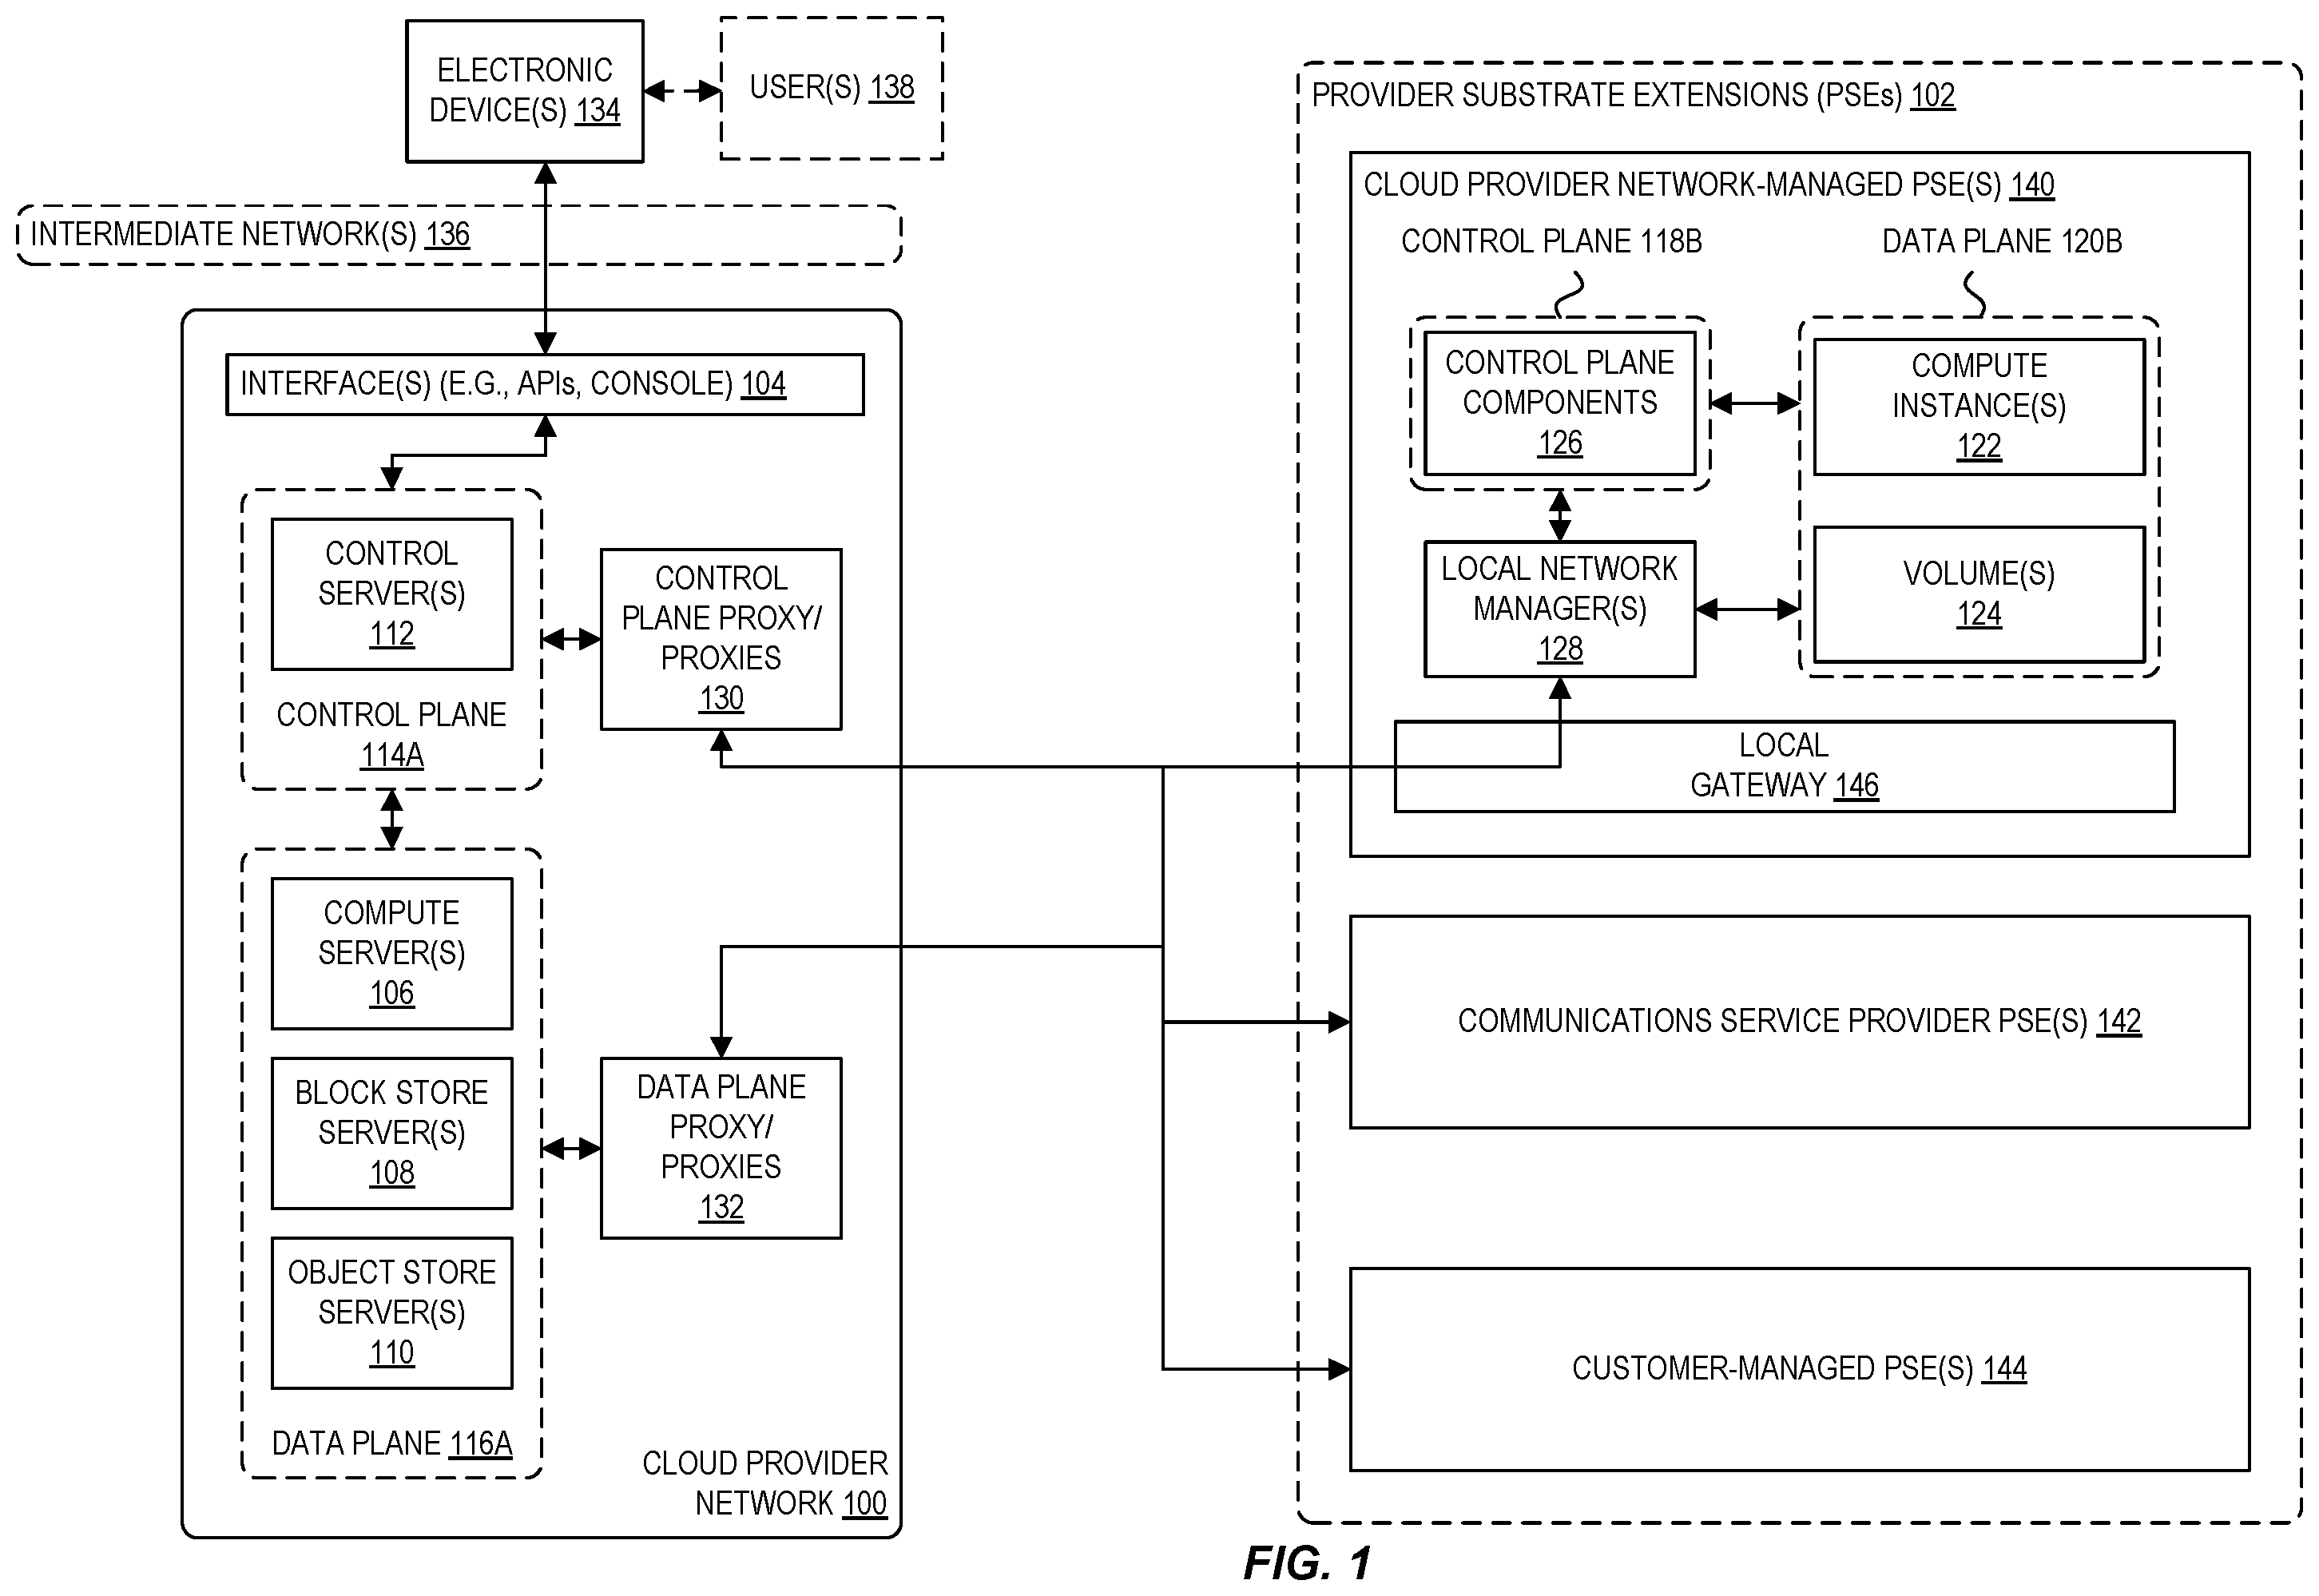 ELECTRONIC
DEVICE(S) 134
USER(S) 138
INTERMEDIATE NETWORK(S) 136
INTERFACE(S) (E.G., APIs, CONSOLE) 104
CONTROL
SERVER(S)
112
CONTROL PLANE
114A
CONTROL
PLANE PROXY/
PROXIES
130
COMPUTE
SERVER(S)
106
BLOCK STORE
SERVER(S)
108
OBJECT STORE
SERVER(S)
110
DATA PLANE 116A
DATA PLANE
PROXY/
PROXIES
132
CLOUD PROVIDER
NETWORK 100
PROVIDER SUBSTRATE EXTENSIONS (PSEs) 102
CLOUD PROVIDER NETWORK-MANAGED PSE(S) 140
CONTROL PLANE 118B
DATA PLANE 120B
CONTROL PLANE
COMPONENTS
126
COMPUTE
INSTANCE(S)
122
LOCAL NETWORK
MANAGER(S)
128
VOLUME(S)
124
LOCAL
GATEWAY 146
COMMUNICATIONS SERVICE PROVIDER PSE(S) 142
CUSTOMER-MANAGED PSE(S) 144
FIG. 1